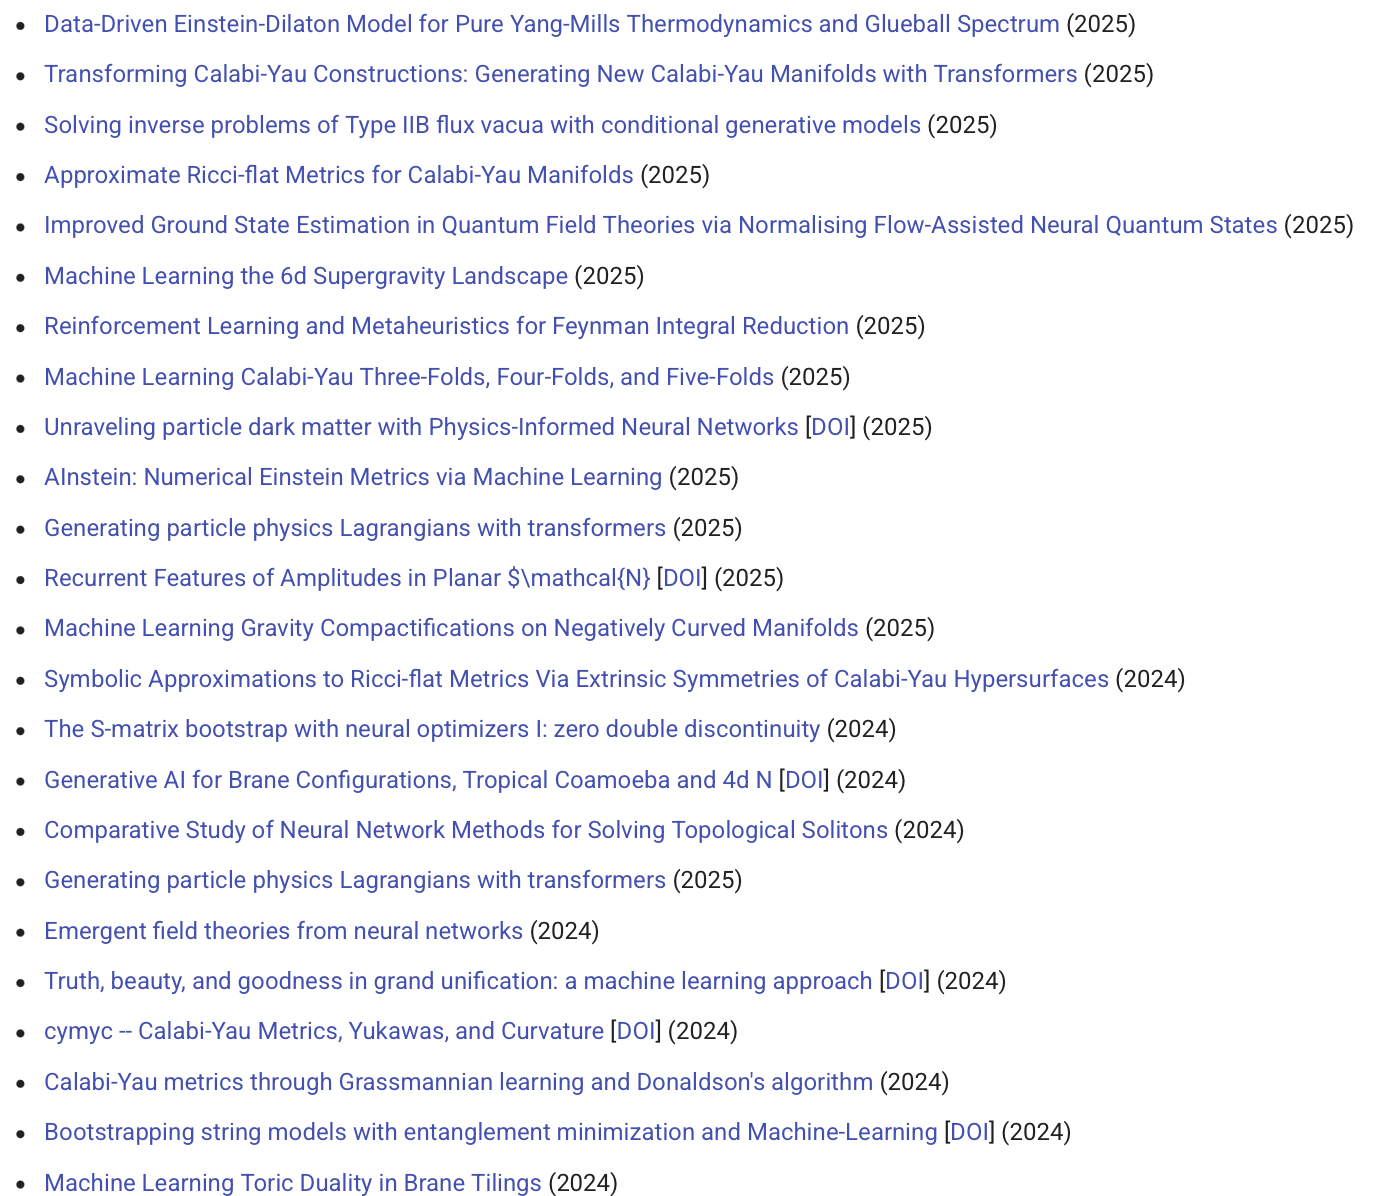 • Data-Driven Einstein-Dilaton Model for Pure Yang-Mills Thermodynamics and Glueball Spectrum (2025)
• Transforming Calabi-Yau Constructions: Generating New Calabi-Yau Manifolds with Transformers (2025)
• Solving inverse problems of Type IIB flux vacua with conditional generative models (2025)
• Approximate Ricci-flat Metrics for Calabi-Yau Manifolds (2025)
• Improved Ground State Estimation in Quantum Field Theories via Normalising Flow-Assisted Neural Quantum States (2025)
• Machine Learning the 6d Supergravity Landscape (2025)
• Reinforcement Learning and Metaheuristics for Feynman Integral Reduction (2025)
• Machine Learning Calabi-Yau Three-Folds, Four-Folds, and Five-Folds (2025)
• Unraveling particle dark matter with Physics-Informed Neural Networks [DOI] (2025)
• AInstein: Numerical Einstein Metrics via Machine Learning (2025)
• Generating particle physics Lagrangians with transformers (2025)
• Recurrent Features of Amplitudes in Planar $\mathcal{N} [DOI] (2025)
• Machine Learning Gravity Compactifications on Negatively Curved Manifolds (2025)
• Symbolic Approximations to Ricci-flat Metrics Via Extrinsic Symmetries of Calabi-Yau Hypersurfaces (2024)
• The S-matrix bootstrap with neural optimizers I: zero double discontinuity (2024)
• Generative AI for Brane Configurations, Tropical Coamoeba and 4d N [DOI] (2024)
• Comparative Study of Neural Network Methods for Solving Topological Solitons (2024)
• Generating particle physics Lagrangians with transformers (2025)
• Emergent field theories from neural networks (2024)
• Truth, beauty, and goodness in grand unification: a machine learning approach [DOI] (2024)
• cymyc -- Calabi-Yau Metrics, Yukawas, and Curvature [DOI] (2024)
• Calabi-Yau metrics through Grassmannian learning and Donaldson's algorithm (2024)
• Bootstrapping string models with entanglement minimization and Machine-Learning [DOI] (2024)
• Machine Learning Toric Duality in Brane Tilings (2024)